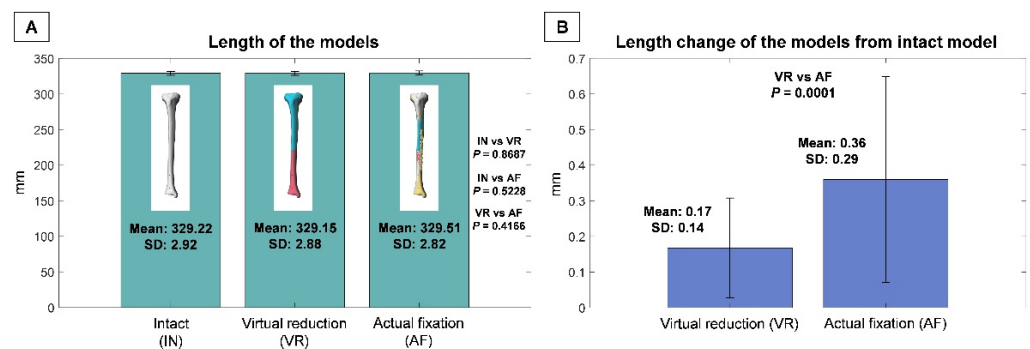 A
Length of the models
mm
350
300
250
200
150
100
50
0
IN vs VR
P = 0.8687
IN vs AF
P = 0.5228
VR vs AF
P = 0.4166
Mean: 329.22
SD: 2.92
Mean: 329.15
SD: 2.88
Mean: 329.51
SD: 2.82
Intact
(IN)
Virtual reduction
(VR)
Actual fixation
(AF)
B
Length change of the models from intact model
mm
0.7
0.6
0.5
0.4
0.3
0.2
0.1
0
VR vs AF
P = 0.0001
Mean: 0.17
SD: 0.14
Mean: 0.36
SD: 0.29
Virtual reduction (VR)
Actual fixation (AF)